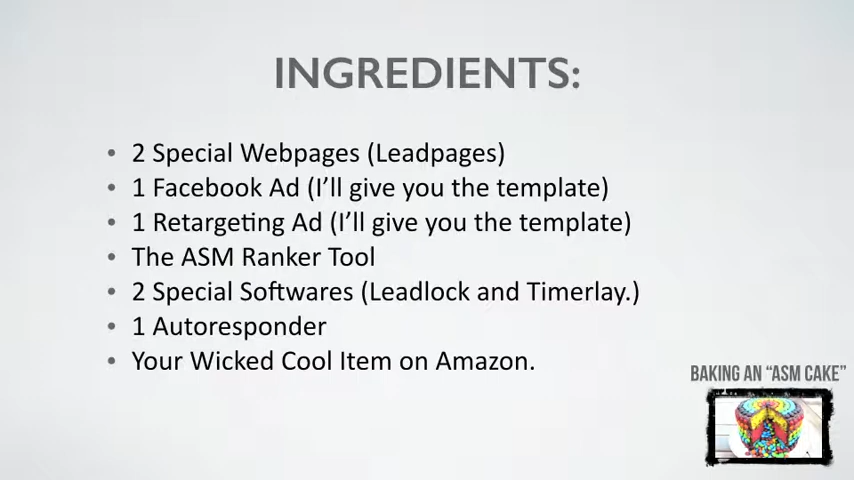 INGREDIENTS:
• 2 Special Webpages (Leadpages)
• 1 Facebook Ad (I’ll give you the template)
• 1 Retargeting Ad (I’ll give you the template)
• The ASM Ranker Tool
• 2 Special Softwares (Leadlock and Timerlay.)
• 1 Autoresponder
• Your Wicked Cool Item on Amazon.
BAKING AN “ASM CAKE”